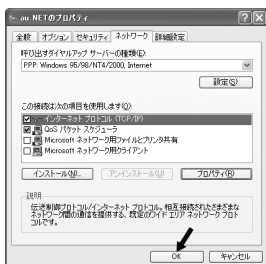 au.NETのプロパティ
全般 オプション セキュリティ ネットワーク 詳細設定
呼び出すダイヤルアップ サーバーの種類(E):
PPP: Windows 95/98/NT4/2000, Internet
設定(S)
この接続は次の項目を使用します(O):
インターネット プロトコル (TCP/IP)
QoS パケット スケジューラ
Microsoft ネットワーク用ファイルとプリンタ共有
Microsoft ネットワーク用クライアント
インストール(N)... アンインストール(U) プロパティ(R)
説明
伝送制御プロトコル/インターネット プロトコル。相互接続されたさまざまな
ネットワーク間の通信を提供する、既定のワイド エリア ネットワーク プロト
コルです。
OK キャンセル